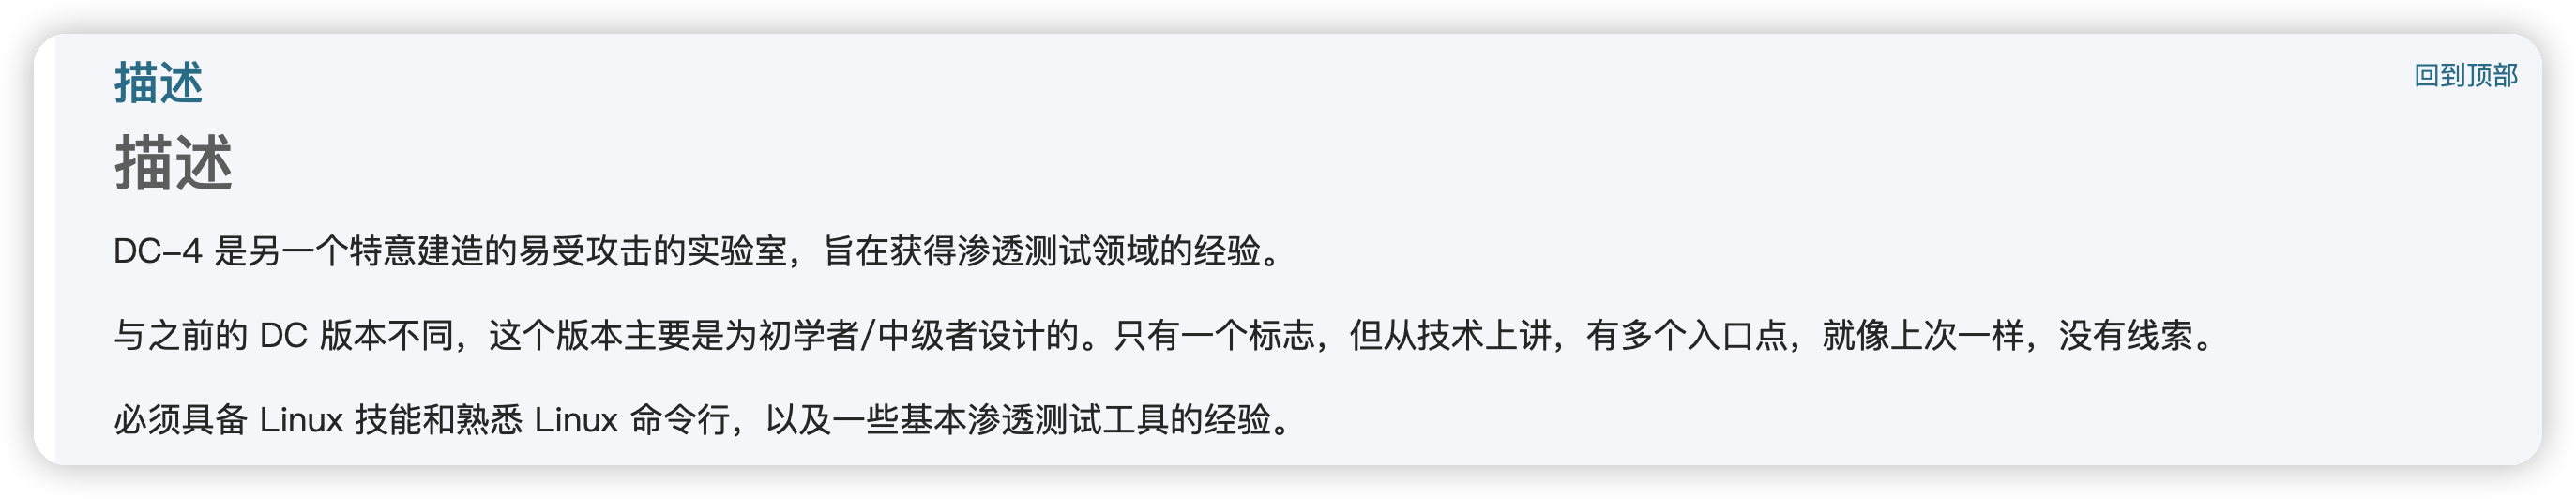 描述
回到顶部
描述
DC-4 是另一个特意建造的易受攻击的实验室，旨在获得渗透测试领域的经验。
与之前的 DC 版本不同，这个版本主要是为初学者/中级者设计的。只有一个标志，但从技术上讲，有多个入口点，就像上次一样，没有线索。
必须具备 Linux 技能和熟悉 Linux 命令行，以及一些基本渗透测试工具的经验。